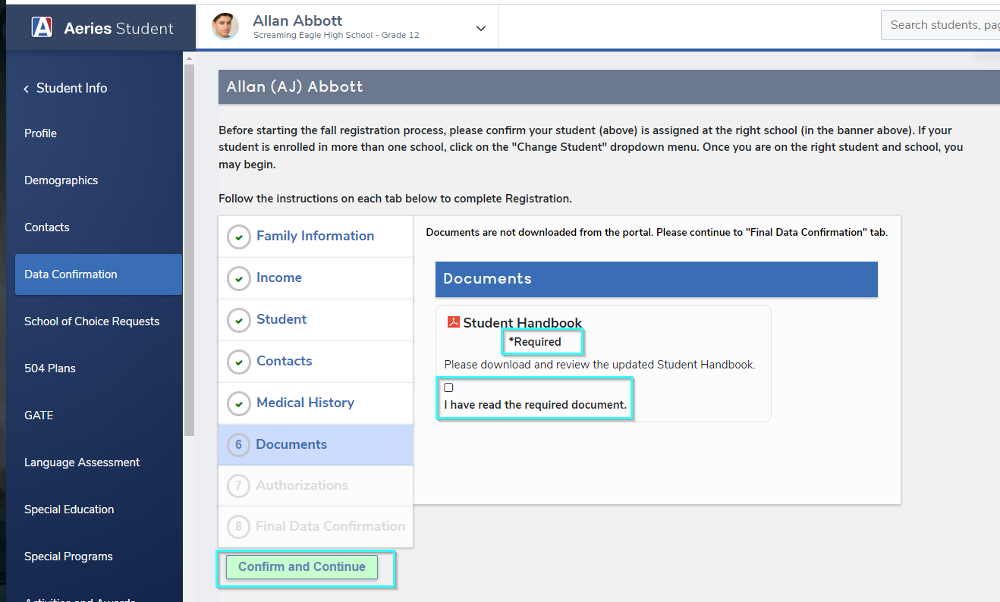 Aeries Student
Allan Abbott
Screaming Eagle High School - Grade 12
Search students, pag
Student Info
Profile
Demographics
Contacts
Data Confirmation
School of Choice Requests
504 Plans
GATE
Language Assessment
Special Education
Special Programs
Activities and Awards
Allan (AJ) Abbott
Before starting the fall registration process, please confirm your student (above) is assigned at the right school (in the banner above). If your
student is enrolled in more than one school, click on the "Change Student" dropdown menu. Once you are on the right student and school, you
may begin.
Follow the instructions on each tab below to complete Registration.
Family Information
Income
Student
Contacts
Medical History
6 Documents
7 Authorizations
8 Final Data Confirmation
Confirm and Continue
Documents are not downloaded from the portal. Please continue to "Final Data Confirmation" tab.
Documents
Student Handbook
*Required
Please download and review the updated Student Handbook.
I have read the required document.